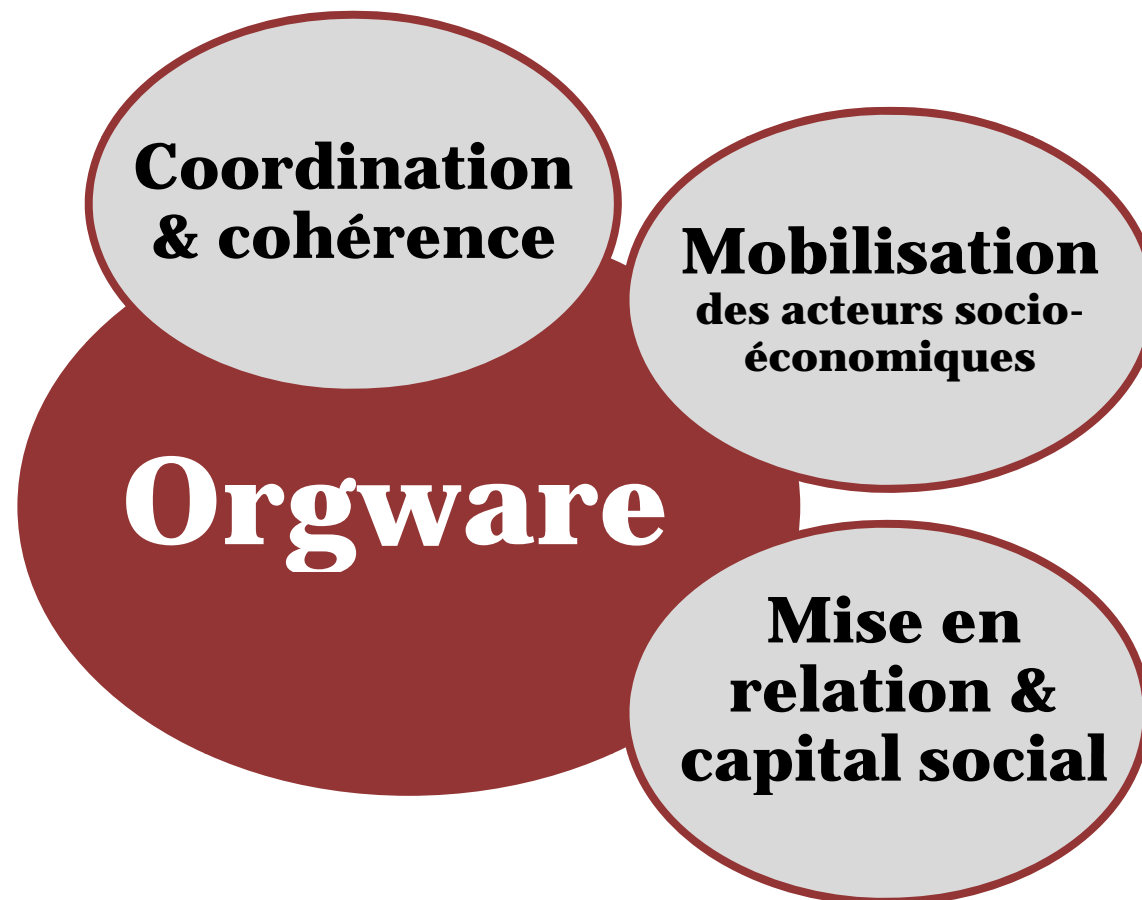 Coordination
& cohérence
Mobilisation
des acteurs socio-
économiques
Orgware
Mise en
relation &
capital social